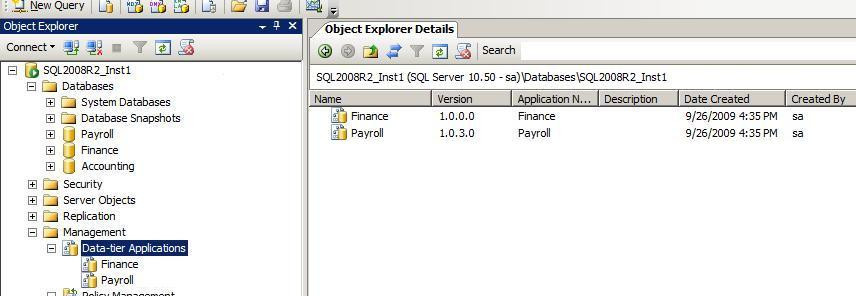 New Query
Object Explorer
Connect
SQL2008R2_Inst1
Databases
System Databases
Database Snapshots
Payroll
Finance
Accounting
Security
Server Objects
Replication
Management
Data-tier Applications
Finance
Payroll
Policy Management
Object Explorer Details
Search
SQL2008R2_Inst1 (SQL Server 10.50 - sa)\Databases\SQL2008R2_Inst1
Name Version Application N... Description Date Created Created By
Finance 1.0.0.0 Finance 9/26/2009 4:35 PM sa
Payroll 1.0.3.0 Payroll 9/26/2009 4:35 PM sa